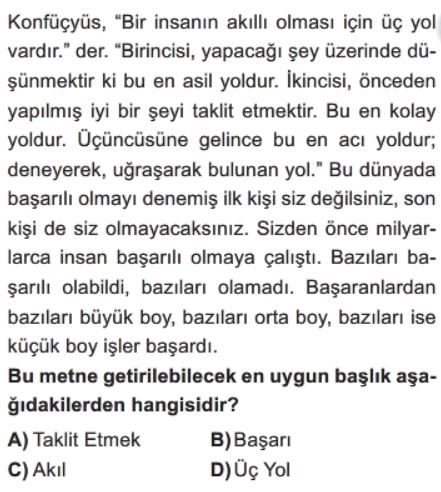 Konfüçyüs, “Bir insanın akıllı olması için üç yol
vardır.” der. “Birincisi, yapacağı şey üzerinde dü-
şünmektir ki bu en asil yoldur. İkincisi, önceden
yapılmış iyi bir şeyi taklit etmektir. Bu en kolay
yoldur. Üçüncüsüne gelince bu en acı yoldur;
deneyerek, uğraşarak bulunan yol.” Bu dünyada
başarılı olmayı denemiş ilk kişi siz değilsiniz, son
kişi de siz olmayacaksınız. Sizden önce milyar-
larca insan başarılı olmaya çalıştı. Bazıları ba-
şarılı olabildi, bazıları olamadı. Başaranlardan
bazıları büyük boy, bazıları orta boy, bazıları ise
küçük boy işler başardı.
Bu metne getirilebilecek en uygun başlık aşa-
ğıdakilerden hangisidir?
A) Taklit Etmek B) Başarı
C) Akıl D) Üç Yol